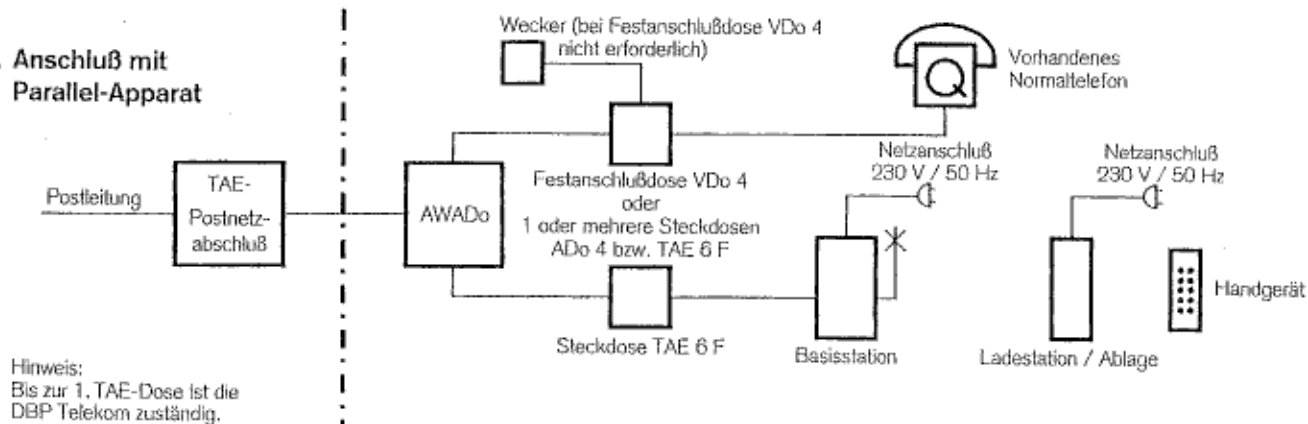 Anschluß mit
Parallel-Apparat
Wecker (bei Festanschlußdose VDo 4
nicht erforderlich)
Vorhandenes
Normaltelefon
Postleitung
TAE-
Postnetz-
abschluß
AWADo
Festanschlußdose VDo 4
oder
1 oder mehrere Steckdosen
ADo 4 bzw. TAE 6 F
Netzanschluß
230 V / 50 Hz
Netzanschluß
230 V / 50 Hz
Steckdose TAE 6 F
Basisstation
Ladestation / Ablage
Handgerät
Hinweis:
Bis zur 1. TAE-Dose ist die
DBP Telekom zuständig.